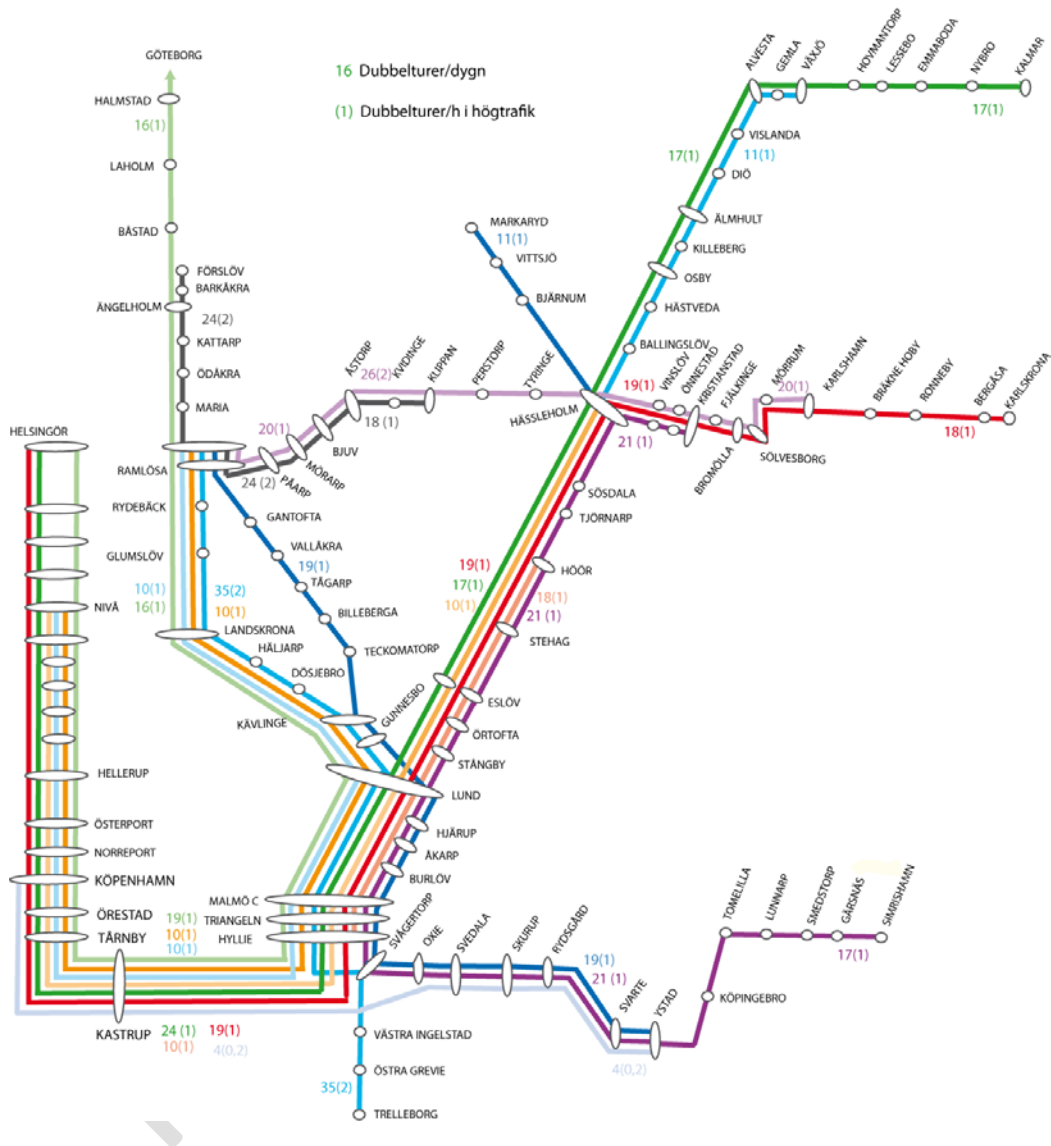 GÖTEBORG
16 Dubbelturer/dygn
(1) Dubbelturer/h i högtrafik
HALMSTAD
16(1)
LAHOLM
BÅSTAD
FÖRSLÖV
BARKÅKRA
ÄNGELHOLM
24(2)
KATTARP
ÖDÅKRA
MARIA
HELSINGÖR
RAMLÖSA
RYDEBÄCK
GLUMSLÖV
10(1)
16(1)
35(2)
10(1)
NIVÅ
LANDSKRONA
HÄLJARP
DÖSJEBRO
KÄVLINGE
HELLERUP
ÖSTERPORT
NORREPORT
KÖPENHAMN
ÖRESTAD
TÅRNBY
19(1)
10(1)
10(1)
KASTRUP
24 (1)
19(1)
10(1)
4(0,2)
24 (2)
PÅARP
20(1)
MÖRARP
BJUV
ÅSTORP
26(2)
KVIDINGE
18 (1)
KLIPPAN
PERSTORP
TYRINGE
GANTOFTA
VALLÅKRA
19(1)
TÅGARP
BILLEBERGA
TECKOMATORP
GUNNESBO
MARKARYD
11(1)
VITTSJÖ
BJÄRNUM
HÄSSLEHOLM
ALVESTA
GEMLA
VÄXJÖ
HOVMANTORP
LESSEBO
EMMABODA
NYBRO
KALMAR
17(1)
VISLANDA
17(1)
11(1)
DIÖ
ÄLMHULT
KILLEBERG
OSBY
HÄSTVEDA
BALLINGSLÖV
19(1)
VINSLÖV
ÖNNESTAD
KRISTIANSTAD
FJÄLKINGE
MÖRRUM
20(1)
KARLSHAMN
BRÄKNE HOBY
RONNEBY
BERGÅSA
KARLSKRONA
18(1)
21 (1)
BROMÖLLA
SÖLVESBORG
SÖSDALA
TJÖRNARP
HÖÖR
19(1)
17(1)
10(1)
18(1)
21 (1)
STEHAG
ESLÖV
ÖRTOFTA
STÅNGBY
LUND
HJÄRUP
ÅKARP
BURLÖV
MALMÖ C
TRIANGELN
HYLLIE
SVÅGERTORP
OXIE
SVEDALA
SKURUP
RYDSGÅRD
19(1)
21 (1)
SVARTE
YSTAD
4(0,2)
KÖPINGEBRO
TOMELILLA
LUNNARP
SMEDSTORP
GÄRSNÄS
SIMRISHAMN
17(1)
VÄSTRA INGELSTAD
ÖSTRA GREVIE
35(2)
TRELLEBORG